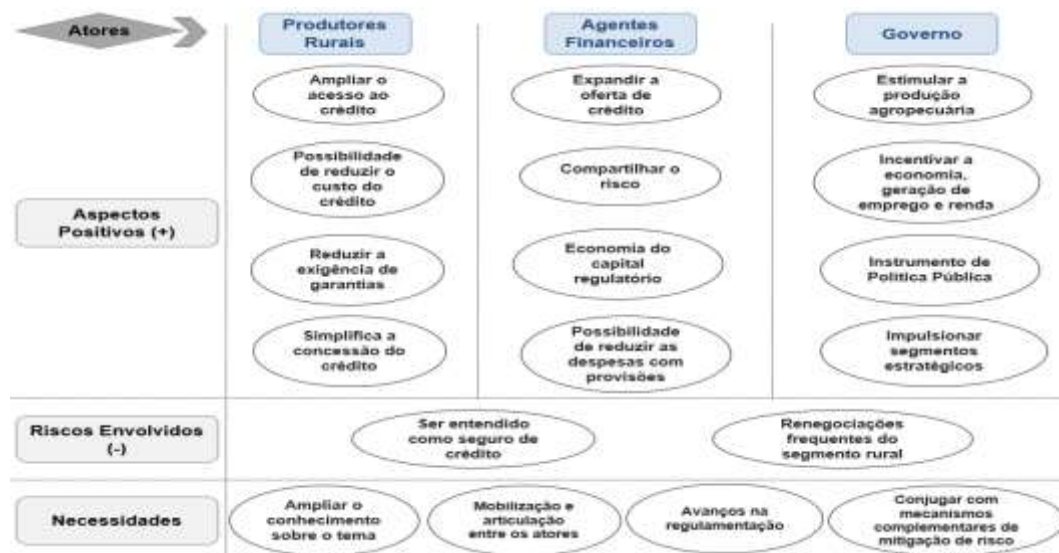 Atores
Produtores
Rurais
Agentes
Financeiros
Governo
Aspectos
Positivos (+)
Ampliar o
acesso ao
crédito
Expandir a
oferta de
crédito
Estimular a
produção
agropecuária
Possibilidade
de reduzir o
custo do
crédito
Compartilhar o
risco
Incentivar a
economia,
geração de
emprego e renda
Reduzir a
exigência de
garantias
Economia do
capital
regulatório
Instrumento de
Política Pública
Simplifica a
concessão do
crédito
Possibilidade
de reduzir as
despesas com
provisões
Impulsionar
segmentos
estratégicos
Riscos Envolvidos
(-)
Ser entendido
como seguro de
crédito
Renegociações
frequentes do
segmento rural
Necessidades
Ampliar o
conhecimento
sobre o tema
Mobilização e
articulação
entre os atores
Avanços na
regulamentação
Conjugar com
mecanismos
complementares de
mitigação de risco